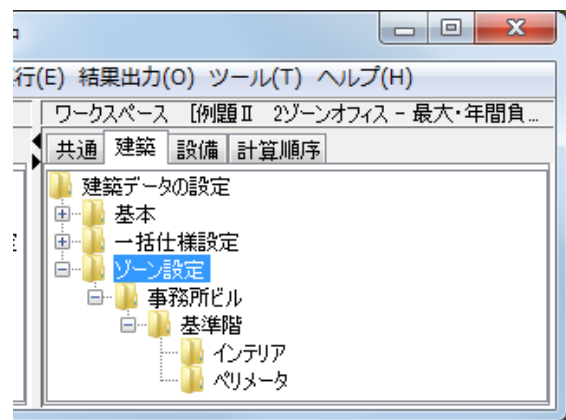 行(E) 結果出力(O) ツール(T) ヘルプ(H)
ワークスペース [例題Ⅱ 2ゾーンオフィス - 最大・年間負...
共通 建築 設備 計算順序
建築データの設定
基本
一括仕様設定
ゾーン設定
事務所ビル
基準階
インテリア
ペリメータ